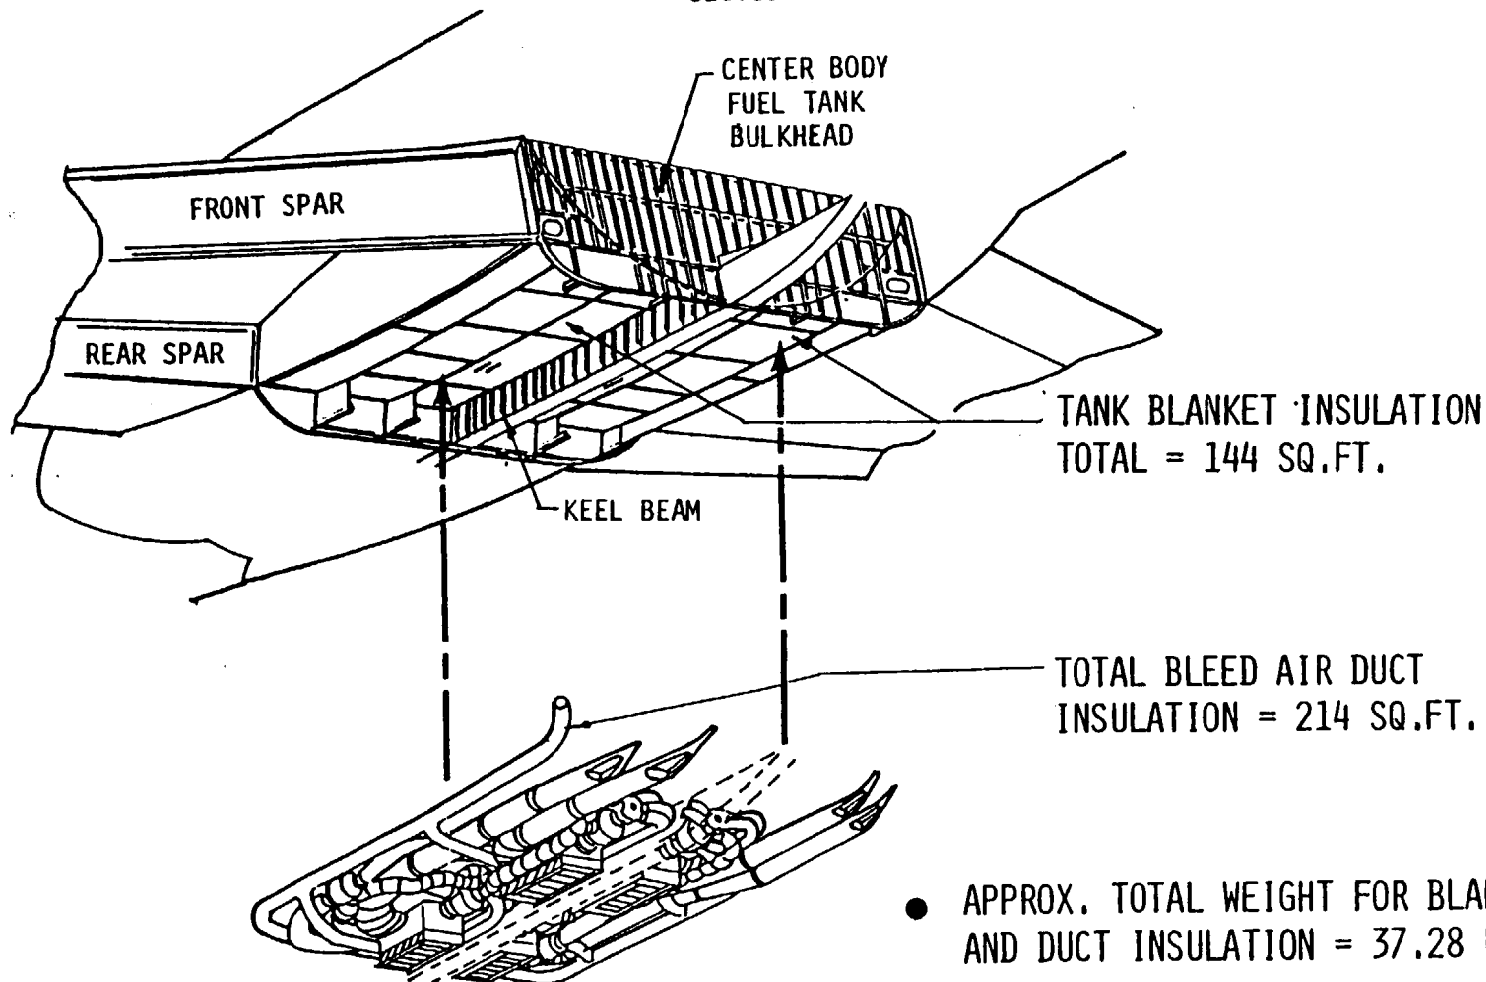 CENTER BODY
FUEL TANK
BULKHEAD
FRONT SPAR
REAR SPAR
TANK BLANKET INSULATION
TOTAL = 144 SQ.FT.
KEEL BEAM
TOTAL BLEED AIR DUCT
INSULATION = 214 SQ.FT.
● APPROX. TOTAL WEIGHT FOR
AND DUCT INSULATION = 37.28